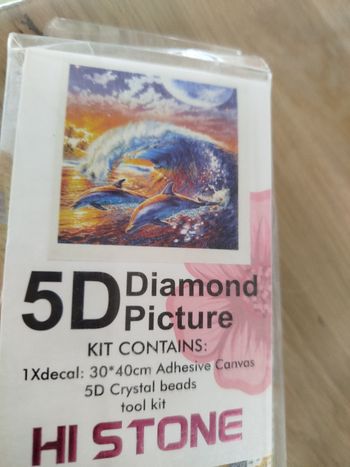 5D Diamond
Picture
KIT CONTAINS:
1Xdecal: 30*40cm Adhesive Canvas
5D Crystal beads
tool kit
HI STONE